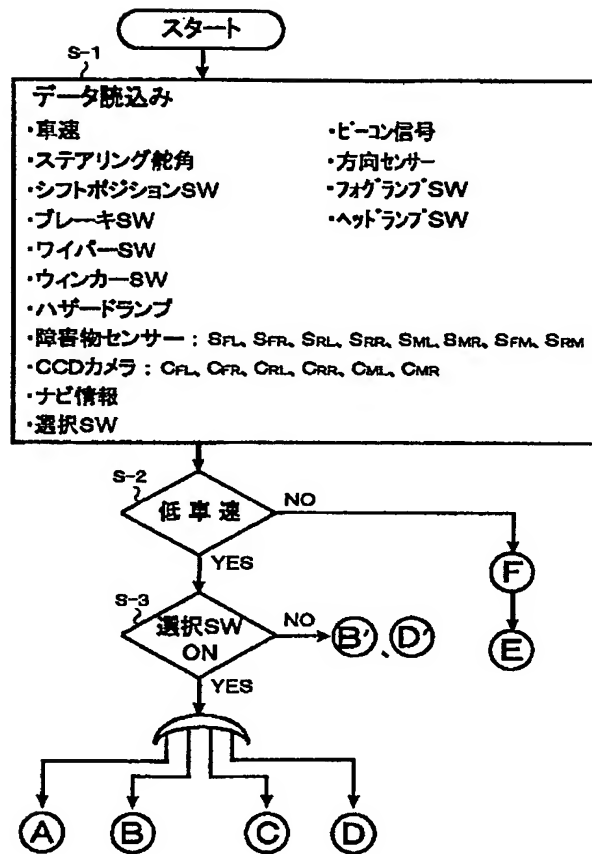 スタート
S-1
データ読込み
・車速
・ステアリング舵角
・シフトポジションSW
・ブレーキSW
・ワイパーSW
・ウィンカーSW
・ハザードランプ
・障害物センサー：SFL、SFR、SRL、SRR、SML、SMR、SFM、SRM
・CCDカメラ：CFL、CFR、CRL、CRR、CML、CMR
・ナビ情報
・選択SW
・ビーコン信号
・方向センサー
・フォグランプSW
・ヘッドランプSW
S-2
低車速
NO
YES
F
S-3
選択SW
ON
NO
B'、D'
E
YES
A
B
C
D